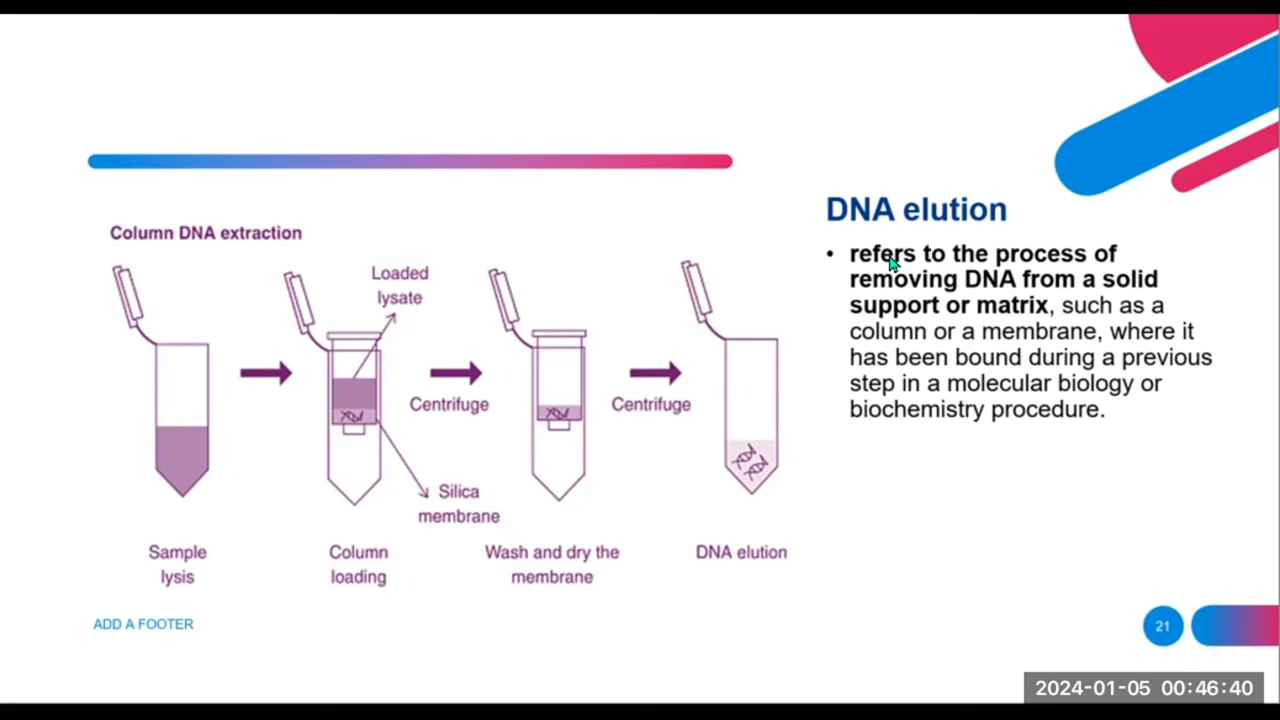 Column DNA extraction
Loaded
lysate
Centrifuge
Centrifuge
Silica
membrane
Sample
lysis
Column
loading
Wash and dry the
membrane
DNA elution
DNA elution
• refers to the process of
removing DNA from a solid
support or matrix, such as a
column or a membrane, where it
has been bound during a previous
step in a molecular biology or
biochemistry procedure.
ADD A FOOTER
21
2024-01-05 00:46:40